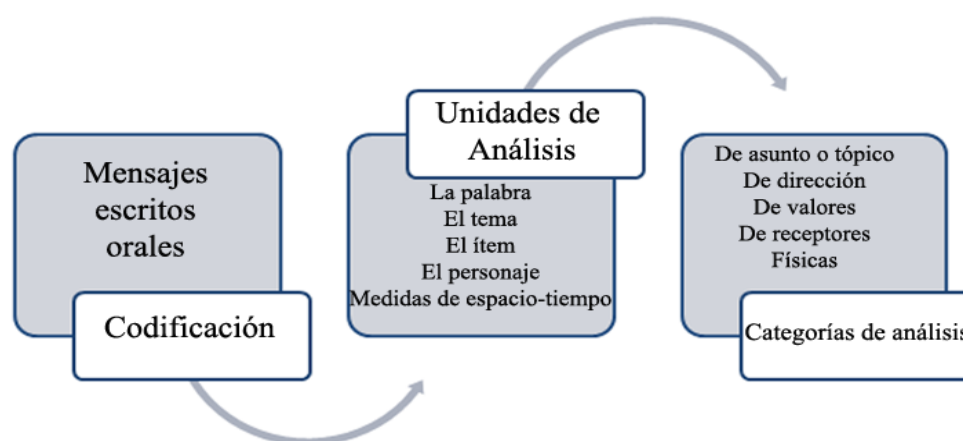 Mensajes
escritos
orales
Codificación
Unidades de
Análisis
La palabra
El tema
El ítem
El personaje
Medidas de espacio-tiempo
De asunto o tópico
De dirección
De valores
De receptores
Físicas
Categorías de análisis